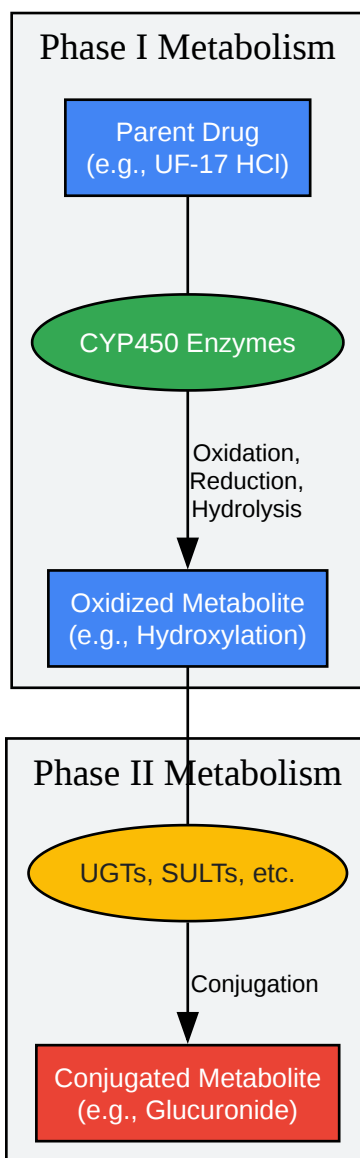 Phase I Metabolism
Parent Drug
(e.g., UF-17 HCl)
CYP450 Enzymes
Oxidation,
Reduction,
Hydrolysis
Oxidized Metabolite
(e.g., Hydroxylation)
Phase II Metabolism
UGTs, SULTs, etc.
Conjugation
Conjugated Metabolite
(e.g., Glucuronide)